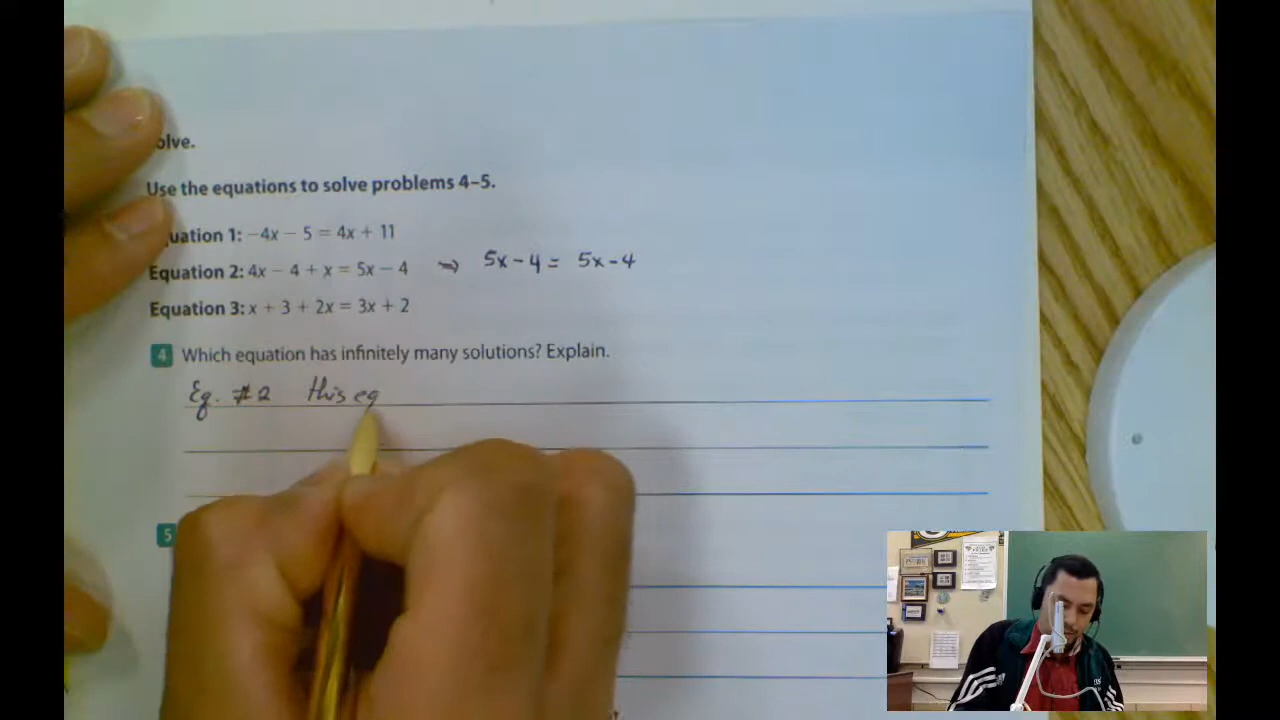 olve.
Use the equations to solve problems 4–5.
uation 1: −4x − 5 = 4x + 11
Equation 2: 4x − 4 + x = 5x − 4 → 5x − 4 = 5x − 4
Equation 3: x + 3 + 2x = 3x + 2
4 Which equation has infinitely many solutions? Explain.
Eq. #2 this eq
5